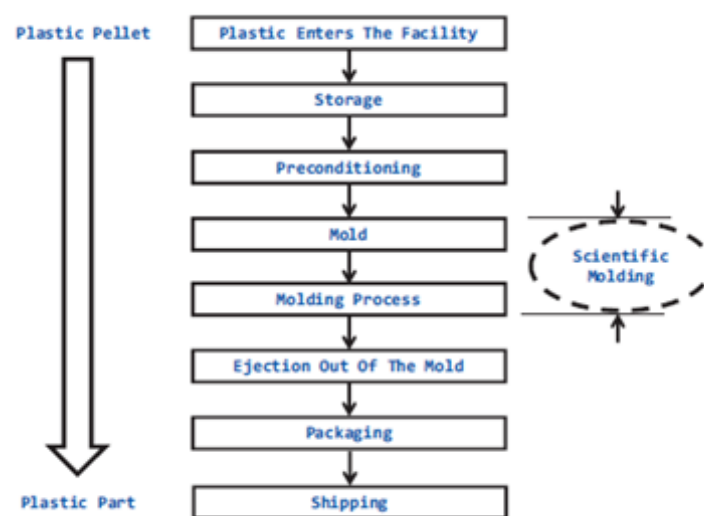 Plastic Pellet
Plastic Enters The Facility
Storage
Preconditioning
Mold
Scientific
Molding
Molding Process
Ejection Out Of The Mold
Packaging
Plastic Part
Shipping